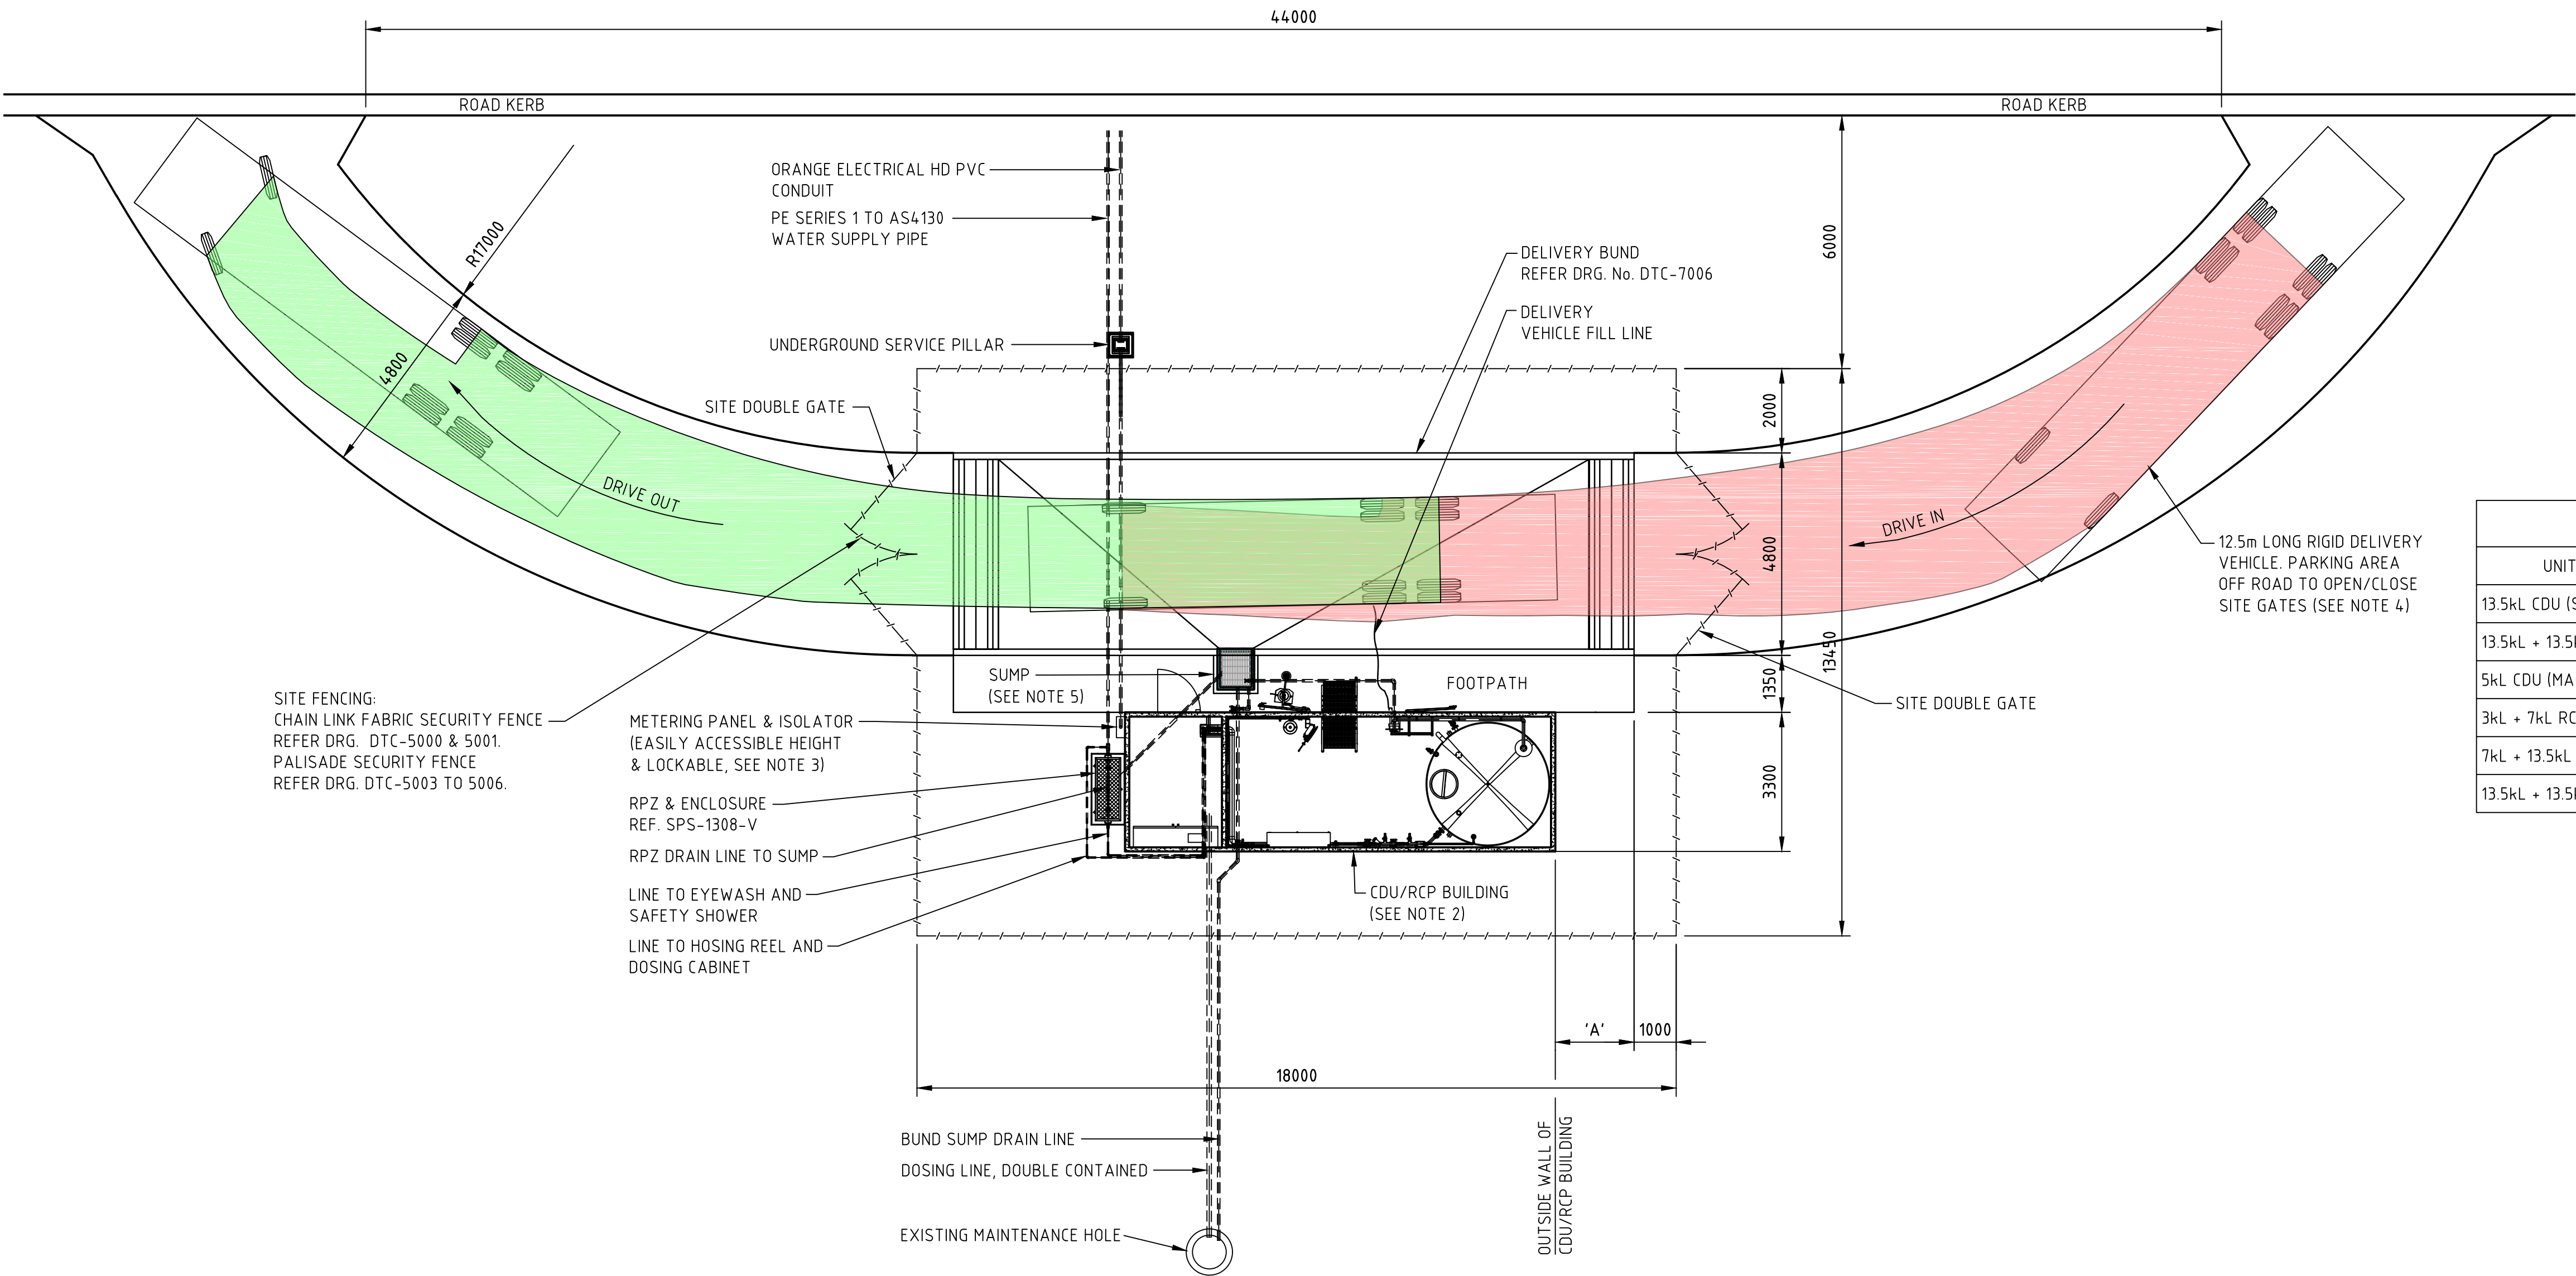 44000
ROAD KERB
ROAD KERB
ORANGE ELECTRICAL HD PVC
CONDUIT
PE SERIES 1 TO AS4130
WATER SUPPLY PIPE
R17000
4800
DELIVERY BUND
REFER DRG. No. DTC-7006
DELIVERY
VEHICLE FILL LINE
6000
UNDERGROUND SERVICE PILLAR
SITE DOUBLE GATE
2000
DRIVE OUT
DRIVE IN
4800
12.5m LONG RIGID DELIVERY
VEHICLE. PARKING AREA
OFF ROAD TO OPEN/CLOSE
SITE GATES (SEE NOTE 4)
UNIT
13.5kL CDU (S
13.5kL + 13.5k
5kL CDU (MA
3kL + 7kL RC
7kL + 13.5kL
13.5kL + 13.5k
13450
SUMP
(SEE NOTE 5)
FOOTPATH
1350
SITE DOUBLE GATE
SITE FENCING:
CHAIN LINK FABRIC SECURITY FENCE
REFER DRG. DTC-5000 & 5001.
PALISADE SECURITY FENCE
REFER DRG. DTC-5003 TO 5006.
METERING PANEL & ISOLATOR
(EASILY ACCESSIBLE HEIGHT
& LOCKABLE, SEE NOTE 3)
3300
RPZ & ENCLOSURE
REF. SPS-1308-V
RPZ DRAIN LINE TO SUMP
LINE TO EYEWASH AND
SAFETY SHOWER
CDU/RCP BUILDING
(SEE NOTE 2)
LINE TO HOSING REEL AND
DOSING CABINET
'A'
1000
18000
BUND SUMP DRAIN LINE
DOSING LINE, DOUBLE CONTAINED
OUTSIDE WALL OF
CDU/RCP BUILDING
EXISTING MAINTENANCE HOLE